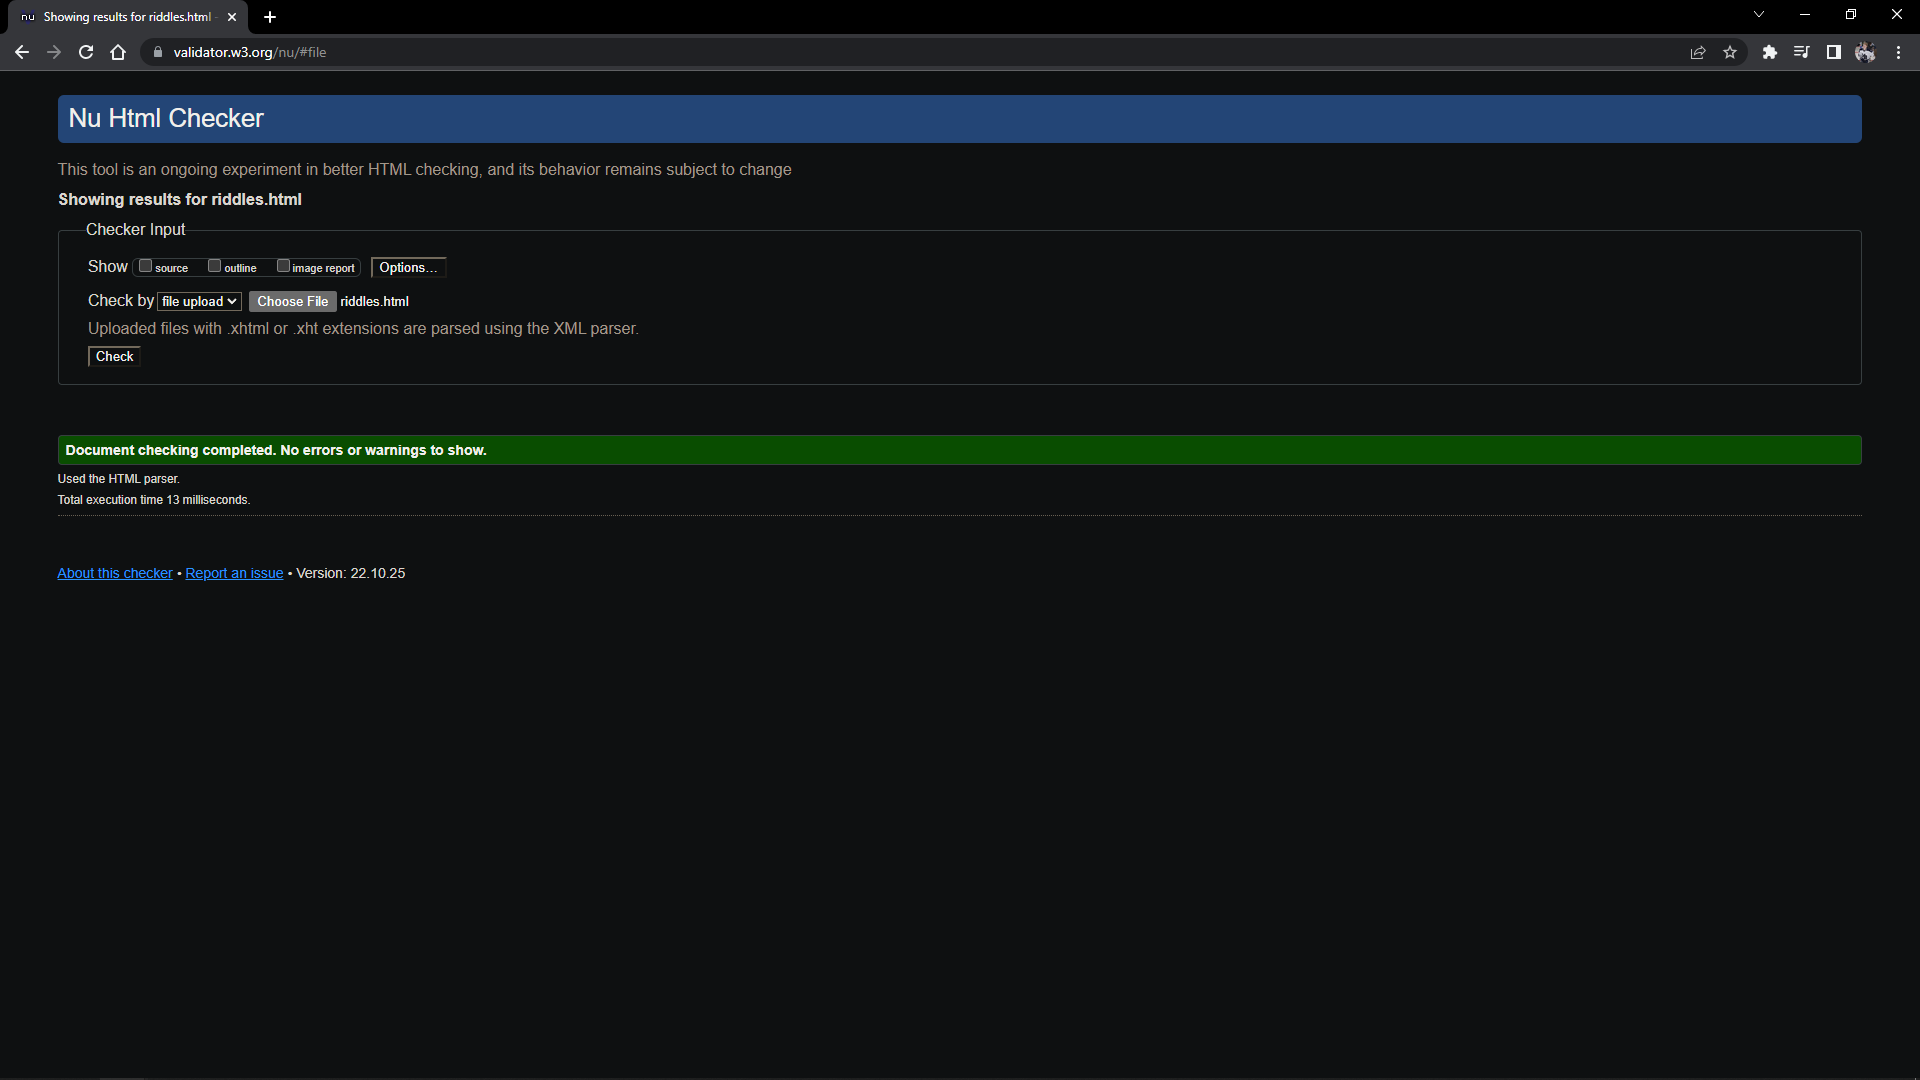 nu Showing results for riddles.html -
validator.w3.org/nu/#file
Nu Html Checker
This tool is an ongoing experiment in better HTML checking, and its behavior remains subject to change
Showing results for riddles.html
Checker Input
Show source outline image report Options...
Check by file upload Choose File riddles.html
Uploaded files with .xhtml or .xht extensions are parsed using the XML parser.
Check
Document checking completed. No errors or warnings to show.
Used the HTML parser.
Total execution time 13 milliseconds.
About this checker • Report an issue • Version: 22.10.25